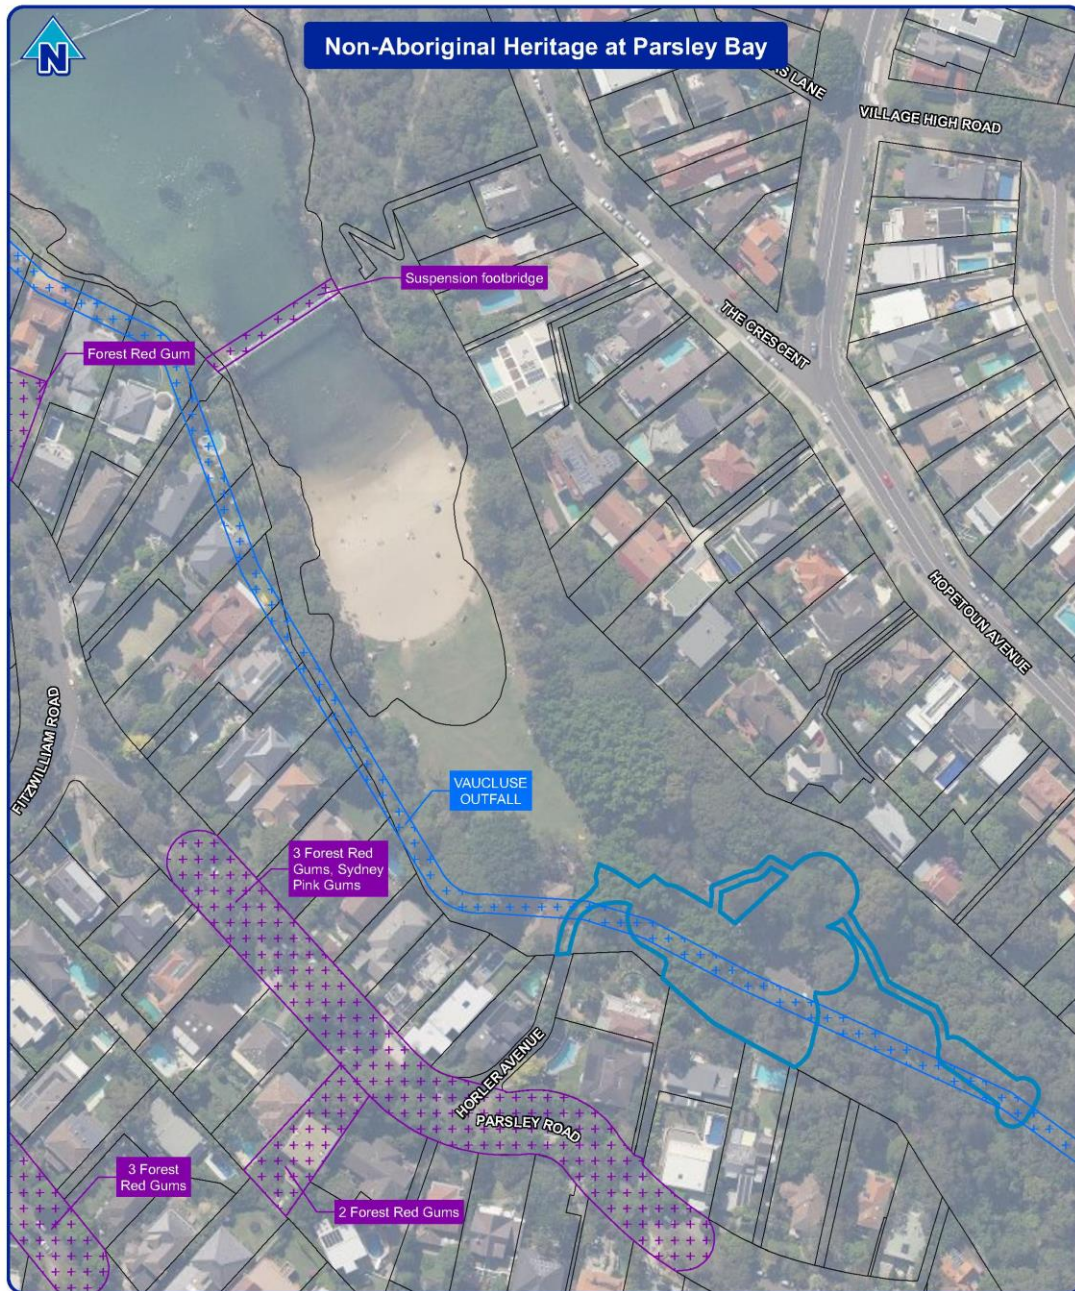 N
Non-Aboriginal Heritage at Parsley Bay
LANE
VILLAGE HIGH ROAD
Suspension footbridge
THE CRESCENT
Forest Red Gum
HOPETOUN AVENUE
FITZWILLIAM ROAD
VAUCLUSE
OUTFALL
3 Forest Red
Gums, Sydney
Pink Gums
HORLER AVENUE
PARSLEY ROAD
3 Forest
Red Gums
2 Forest Red Gums